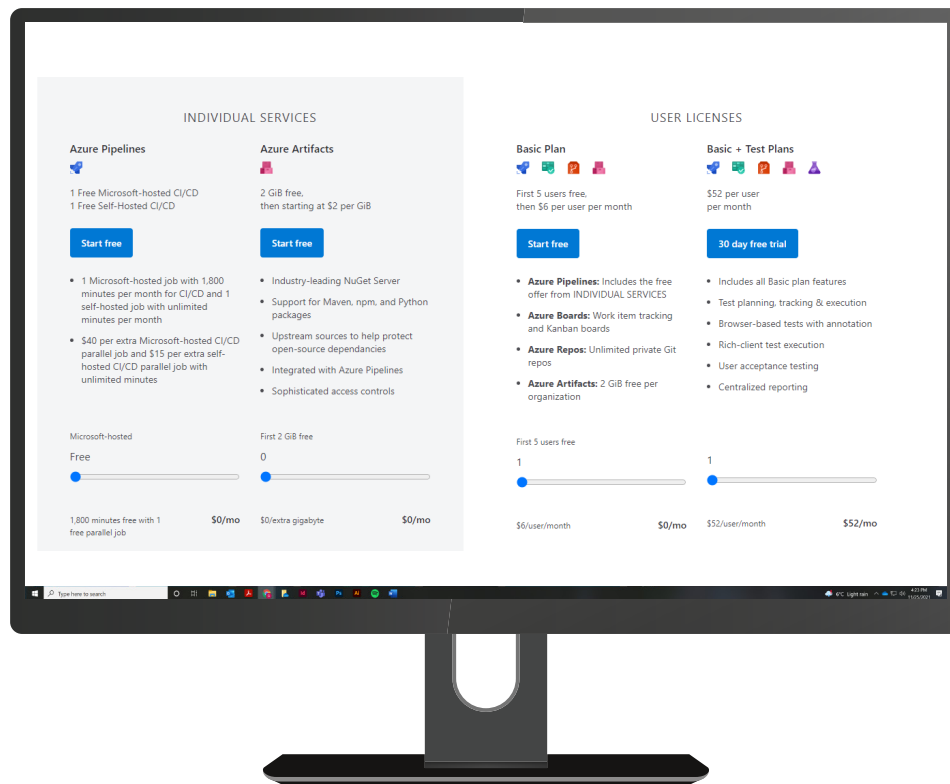 INDIVIDUAL SERVICES
Azure Pipelines
1 Free Microsoft-hosted CI/CD
1 Free Self-Hosted CI/CD
Start free
• 1 Microsoft-hosted job with 1,800
minutes per month for CI/CD and 1
self-hosted job with unlimited
minutes per month
• $40 per extra Microsoft-hosted CI/CD
parallel job and $15 per extra self-
hosted CI/CD parallel job with
unlimited minutes
Microsoft-hosted
Free
1,800 minutes free with 1
free parallel job
$0/mo
Azure Artifacts
2 GiB free,
then starting at $2 per GiB
Start free
• Industry-leading NuGet Server
• Support for Maven, npm, and Python
packages
• Upstream sources to help protect
open-source dependancies
• Integrated with Azure Pipelines
• Sophisticated access controls
First 2 GiB free
0
$0/extra gigabyte
$0/mo
USER LICENSES
Basic Plan
First 5 users free,
then $6 per user per month
Start free
• Azure Pipelines: Includes the free
offer from INDIVIDUAL SERVICES
• Azure Boards: Work item tracking
and Kanban boards
• Azure Repos: Unlimited private Git
repos
• Azure Artifacts: 2 GiB free per
organization
First 5 users free
1
$6/user/month
$0/mo
Basic + Test Plans
$52 per user
per month
30 day free trial
• Includes all Basic plan features
• Test planning, tracking & execution
• Browser-based tests with annotation
• Rich-client test execution
• User acceptance testing
• Centralized reporting
1
$52/user/month
$52/mo
Type here to search
Ps
Ai
6°C Light rain
4:23 PM
11/25/2021